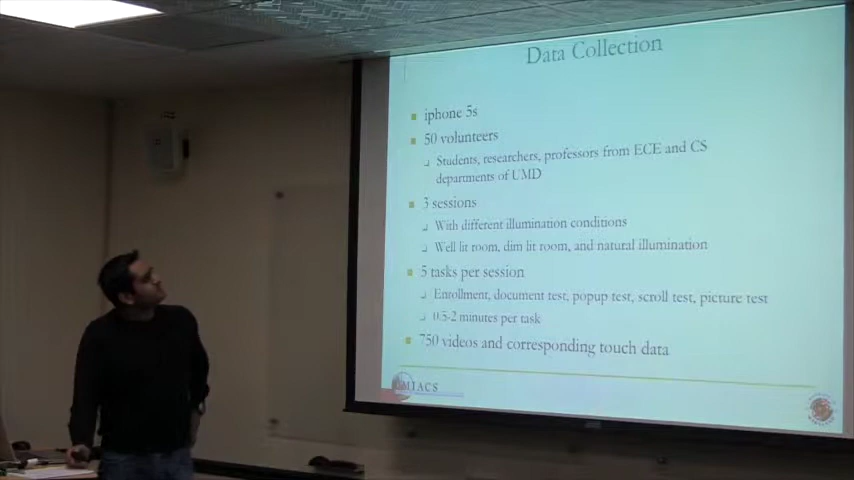 Data Collection
iphone 5s
50 volunteers
Students, researchers, professors from ECE and CS
departments of UMD
3 sessions
With different illumination conditions
Well lit room, dim lit room, and natural illumination
5 tasks per session
Enrollment, document test, popup test, scroll test, picture test
0.5-2 minutes per task
750 videos and corresponding touch data
UMIACS